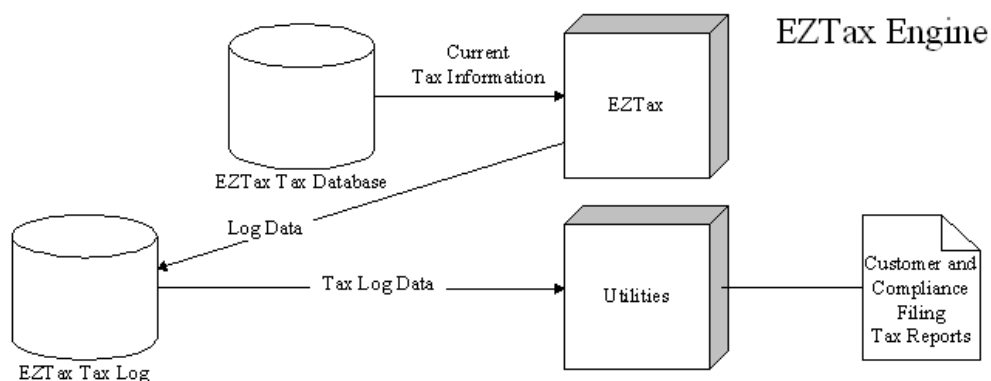 EZTax Engine
Current
Tax Information
EZTax
EZTax Tax Database
Log Data
Tax Log Data
Utilities
Customer and
Compliance
Filing
Tax Reports
EZTax Tax Log